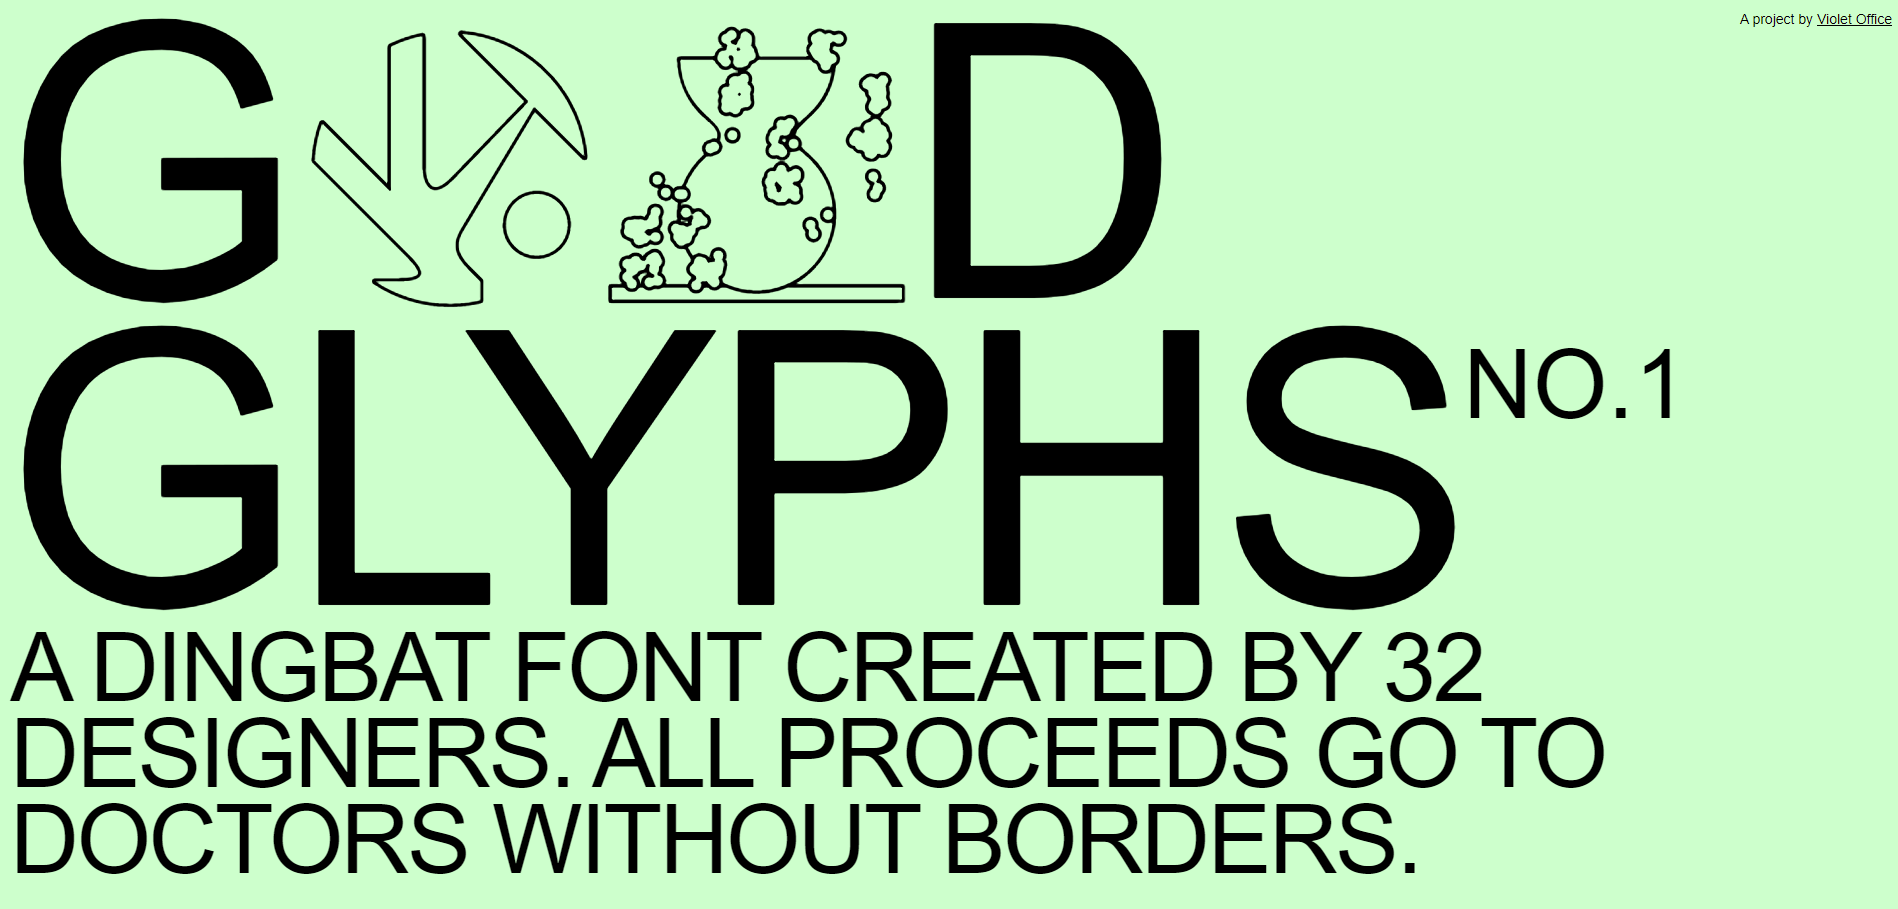 A project by Violet Office
G D
GLYPHS NO.1
A DINGBAT FONT CREATED BY 32
DESIGNERS. ALL PROCEEDS GO TO
DOCTORS WITHOUT BORDERS.